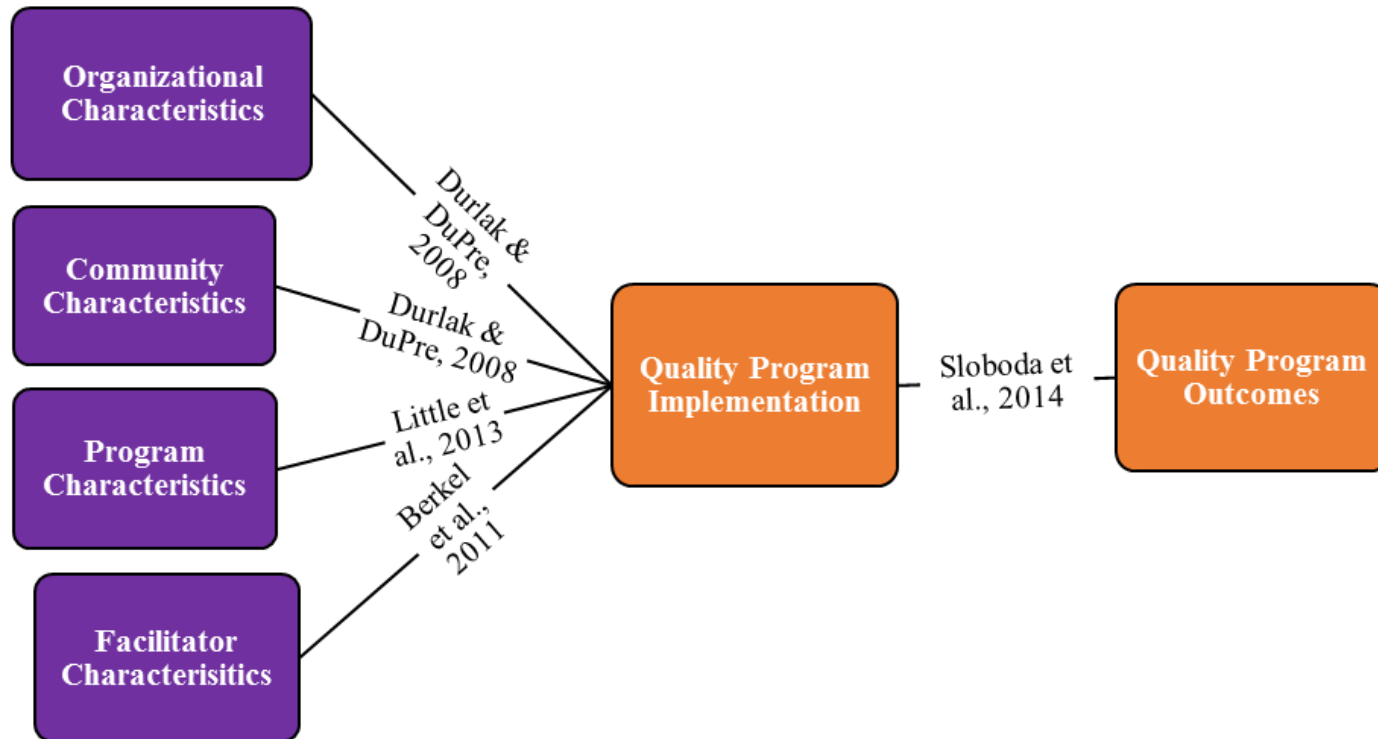 Organizational
Characteristics
Durlak &
DuPre,
2008
Community
Characteristics
Durlak &
DuPre, 2008
Program
Characteristics
Little et
al., 2013
Facilitator
Characterisitics
Berkel
et al.,
2011
Quality Program
Implementation
Sloboda et
al., 2014
Quality Program
Outcomes